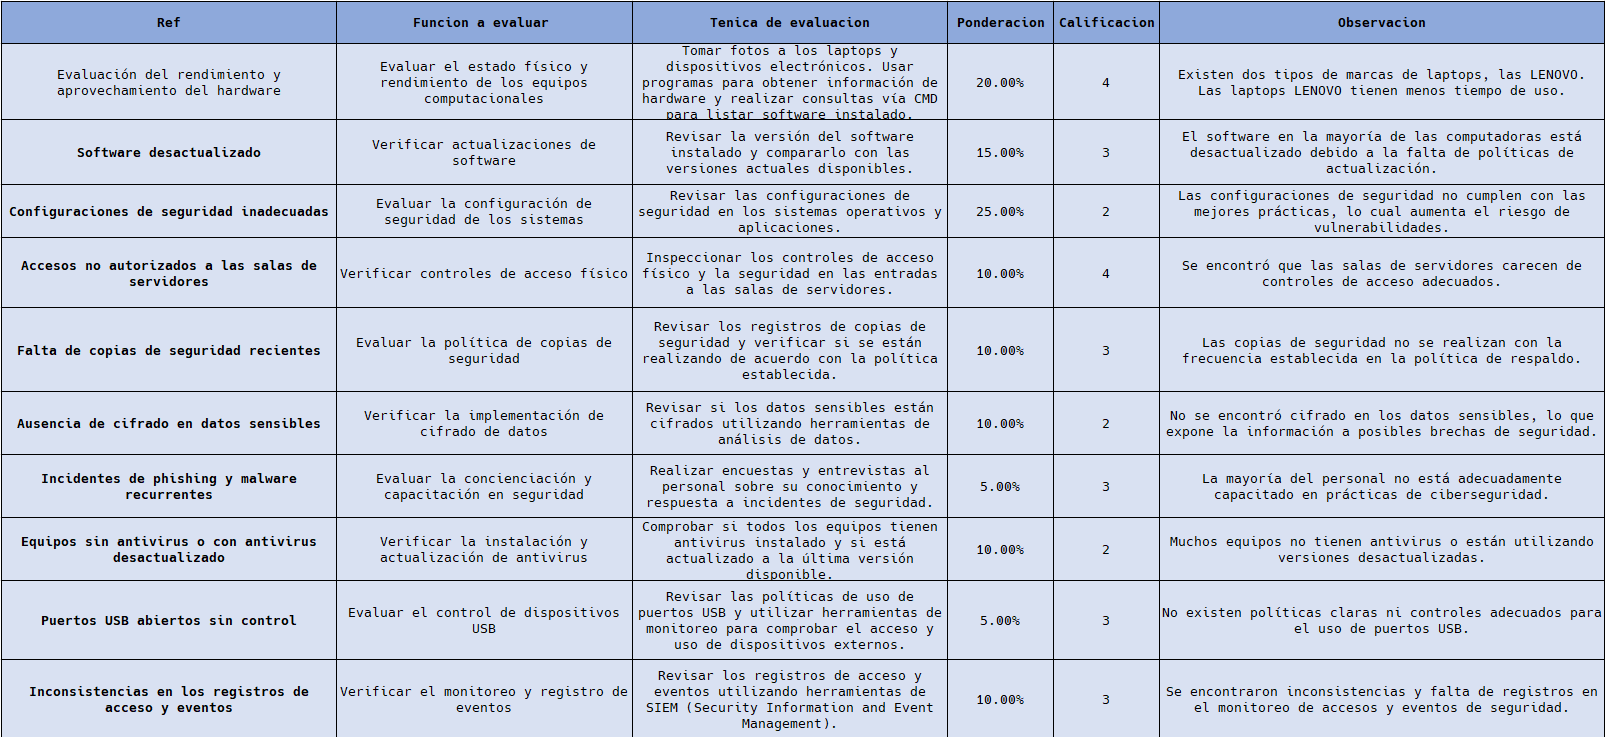 Ref
Funcion a evaluar
Tenica de evaluacion
Ponderacion
Calificacion
Observacion
Evaluación del rendimiento y
aprovechamiento del hardware
Evaluar el estado físico y
rendimiento de los equipos
computacionales
Tomar fotos a los laptops y
dispositivos electrónicos. Usar
programas para obtener información de
hardware y realizar consultas vía CMD
para listar software instalado.
20.00%
4
Existen dos tipos de marcas de laptops, las LENOVO.
Las laptops LENOVO tienen menos tiempo de uso.
Software desactualizado
Verificar actualizaciones de
software
Revisar la versión del software
instalado y compararlo con las
versiones actuales disponibles.
15.00%
3
El software en la mayoría de las computadoras está
desactualizado debido a la falta de políticas de
actualización.
Configuraciones de seguridad inadecuadas
Evaluar la configuración de
seguridad de los sistemas
Revisar las configuraciones de
seguridad en los sistemas operativos y
aplicaciones.
25.00%
2
Las configuraciones de seguridad no cumplen con las
mejores prácticas, lo cual aumenta el riesgo de
vulnerabilidades.
Accesos no autorizados a las salas de
servidores
Verificar controles de acceso físico
Inspeccionar los controles de acceso
físico y la seguridad en las entradas
a las salas de servidores.
10.00%
4
Se encontró que las salas de servidores carecen de
controles de acceso adecuados.
Falta de copias de seguridad recientes
Evaluar la política de copias de
seguridad
Revisar los registros de copias de
seguridad y verificar si se están
realizando de acuerdo con la política
establecida.
10.00%
3
Las copias de seguridad no se realizan con la
frecuencia establecida en la política de respaldo.
Ausencia de cifrado en datos sensibles
Verificar la implementación de
cifrado de datos
Revisar si los datos sensibles están
cifrados utilizando herramientas de
análisis de datos.
10.00%
2
No se encontró cifrado en los datos sensibles, lo que
expone la información a posibles brechas de seguridad.
Incidentes de phishing y malware
recurrentes
Evaluar la concienciación y
capacitación en seguridad
Realizar encuestas y entrevistas al
personal sobre su conocimiento y
respuesta a incidentes de seguridad.
5.00%
3
La mayoría del personal no está adecuadamente
capacitado en prácticas de ciberseguridad.
Equipos sin antivirus o con antivirus
desactualizado
Verificar la instalación y
actualización de antivirus
Comprobar si todos los equipos tienen
antivirus instalado y si está
actualizado a la última versión
disponible.
10.00%
2
Muchos equipos no tienen antivirus o están utilizando
versiones desactualizadas.
Puertos USB abiertos sin control
Evaluar el control de dispositivos
USB
Revisar las políticas de uso de
puertos USB y utilizar herramientas de
monitoreo para comprobar el acceso y
uso de dispositivos externos.
5.00%
3
No existen políticas claras ni controles adecuados para
el uso de puertos USB.
Inconsistencias en los registros de
acceso y eventos
Verificar el monitoreo y registro de
eventos
Revisar los registros de acceso y
eventos utilizando herramientas de
SIEM (Security Information and Event
Management).
10.00%
3
Se encontraron inconsistencias y falta de registros en
el monitoreo de accesos y eventos de seguridad.